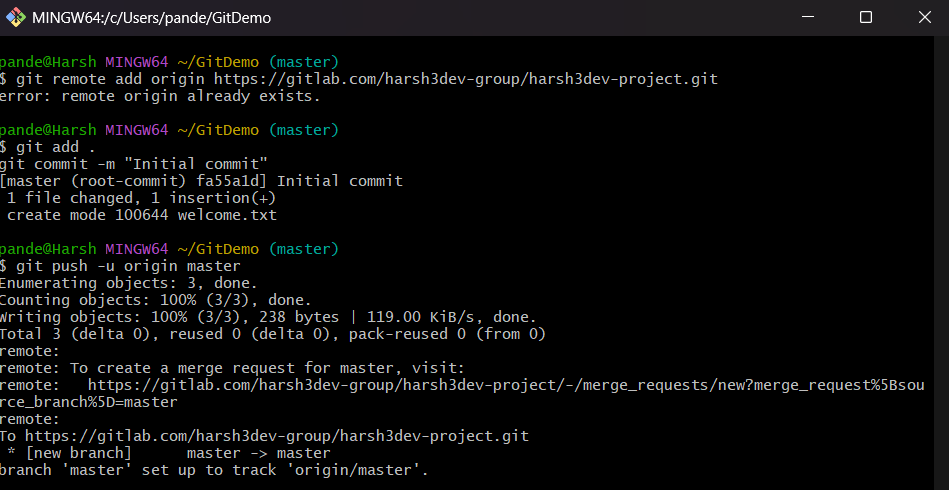 MINGW64:/c/Users/pande/GitDemo
pande@Harsh MINGW64 ~/GitDemo (master)
$ git remote add origin https://gitlab.com/harsh3dev-group/harsh3dev-project.git
error: remote origin already exists.
pande@Harsh MINGW64 ~/GitDemo (master)
$ git add .
git commit -m "Initial commit"
[master (root-commit) fa55a1d] Initial commit
1 file changed, 1 insertion(+)
create mode 100644 welcome.txt
pande@Harsh MINGW64 ~/GitDemo (master)
$ git push -u origin master
Enumerating objects: 3, done.
Counting objects: 100% (3/3), done.
Writing objects: 100% (3/3), 238 bytes | 119.00 KiB/s, done.
Total 3 (delta 0), reused 0 (delta 0), pack-reused 0 (from 0)
remote:
remote: To create a merge request for master, visit:
remote:   https://gitlab.com/harsh3dev-group/harsh3dev-project/-/merge_requests/new?merge_request%5Bsou
rce_branch%5D=master
remote:
To https://gitlab.com/harsh3dev-group/harsh3dev-project.git
* [new branch]      master -> master
branch 'master' set up to track 'origin/master'.